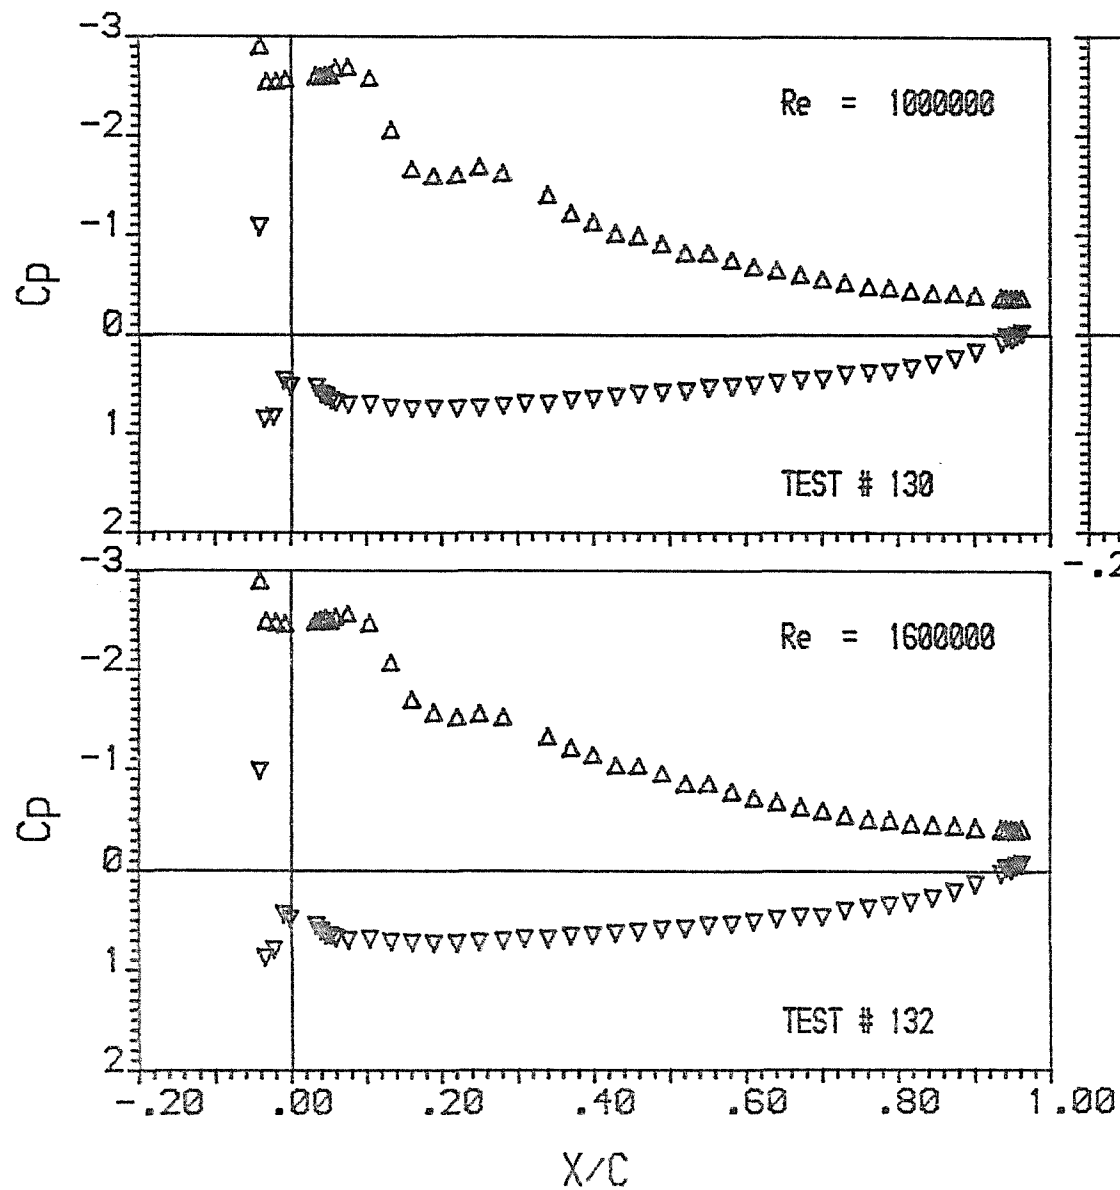 -3
-2
-1
0
1
2
Cp
Re = 1000000
TEST # 130
-3
-2
-1
0
1
2
Cp
Re = 1600000
TEST # 132
-.20 .00 .20 .40 .60 .80 1.00
X/C
-.2